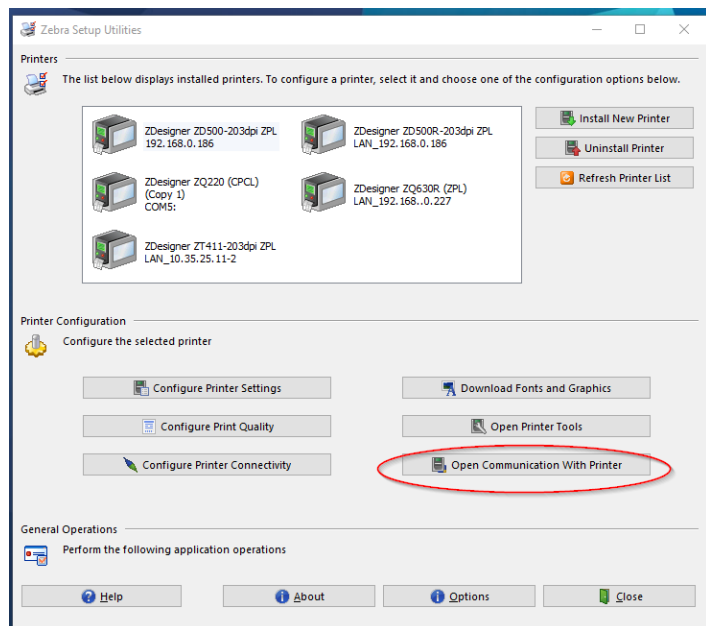 Zebra Setup Utilities
Printers
The list below displays installed printers. To configure a printer, select it and choose one of the configuration options below.
ZDesigner ZD500-203dpi ZPL
192.168.0.186
ZDesigner ZD500R-203dpi ZPL
LAN_192.168.0.186
ZDesigner ZQ220 (CPCL)
(Copy 1)
COM5:
ZDesigner ZQ630R (ZPL)
LAN_192.168..0.227
ZDesigner ZT411-203dpi ZPL
LAN_10.35.25.11-2
Install New Printer
Uninstall Printer
Refresh Printer List
Printer Configuration
Configure the selected printer
Configure Printer Settings
Download Fonts and Graphics
Configure Print Quality
Open Printer Tools
Configure Printer Connectivity
Open Communication With Printer
General Operations
Perform the following application operations
Help
About
Options
Close